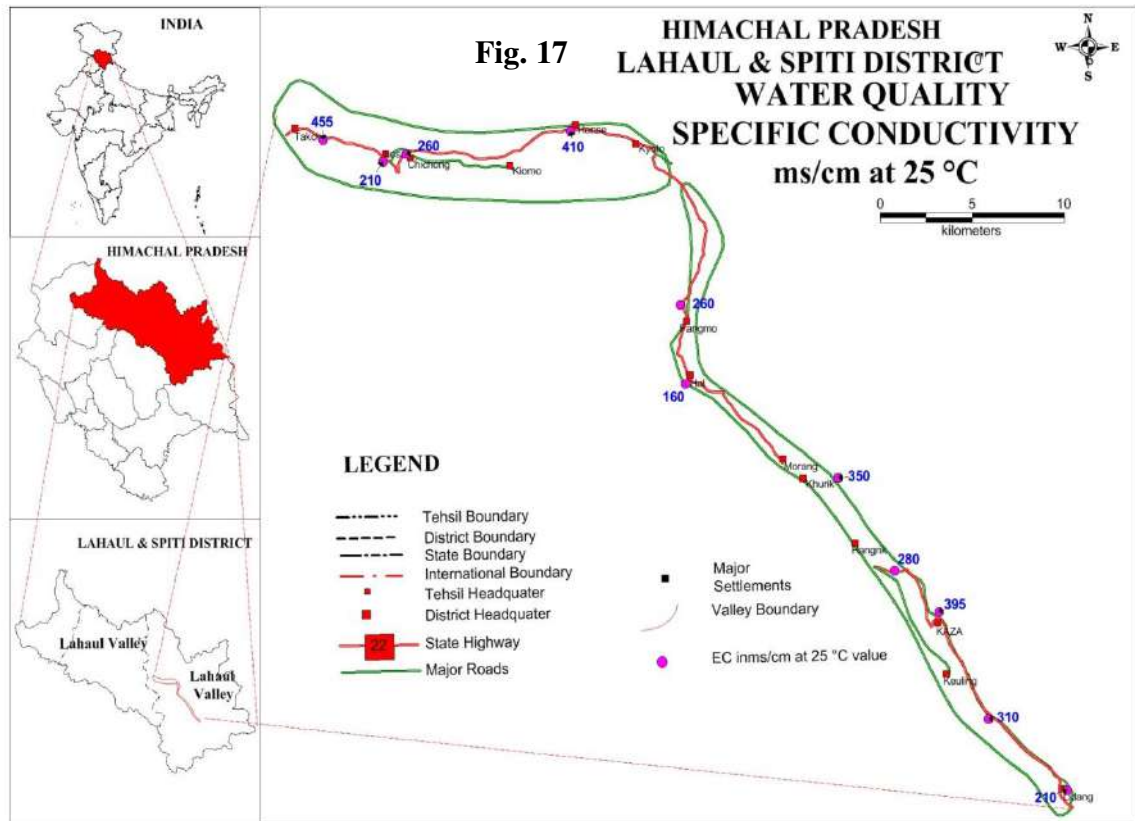 INDIA
Fig. 17
HIMACHAL PRADESH
LAHAUL & SPITI DISTRICT
WATER QUALITY
SPECIFIC CONDUCTIVITY
ms/cm at 25 °C
N
W E
S
0 5 10
kilometers
455
260
210
Chichong
Kiomo
410
Kyoto
HIMACHAL PRADESH
260
Pangmo
160
Hal
Morang
Khurik
350
280
395
KAZA
310
210
LEGEND
Tehsil Boundary
District Boundary
State Boundary
International Boundary
Tehsil Headquater
District Headquater
22 State Highway
Major Roads
Major
Settlements
Valley Boundary
EC inms/cm at 25 °C value
LAHAUL & SPITI DISTRICT
Lahaul Valley
Lahaul
Valley